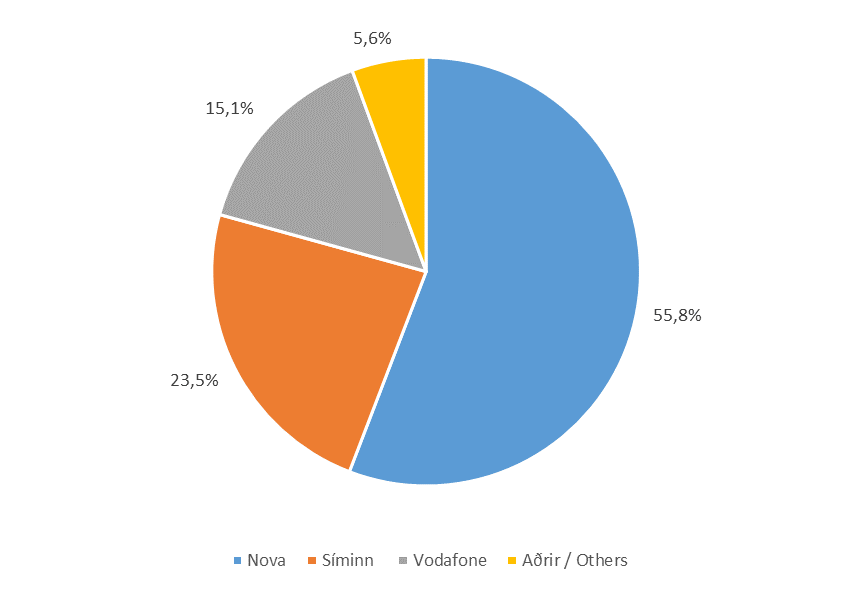 5,6%
15,1%
55,8%
23,5%
Nova Síminn Vodafone Aðrir / Others